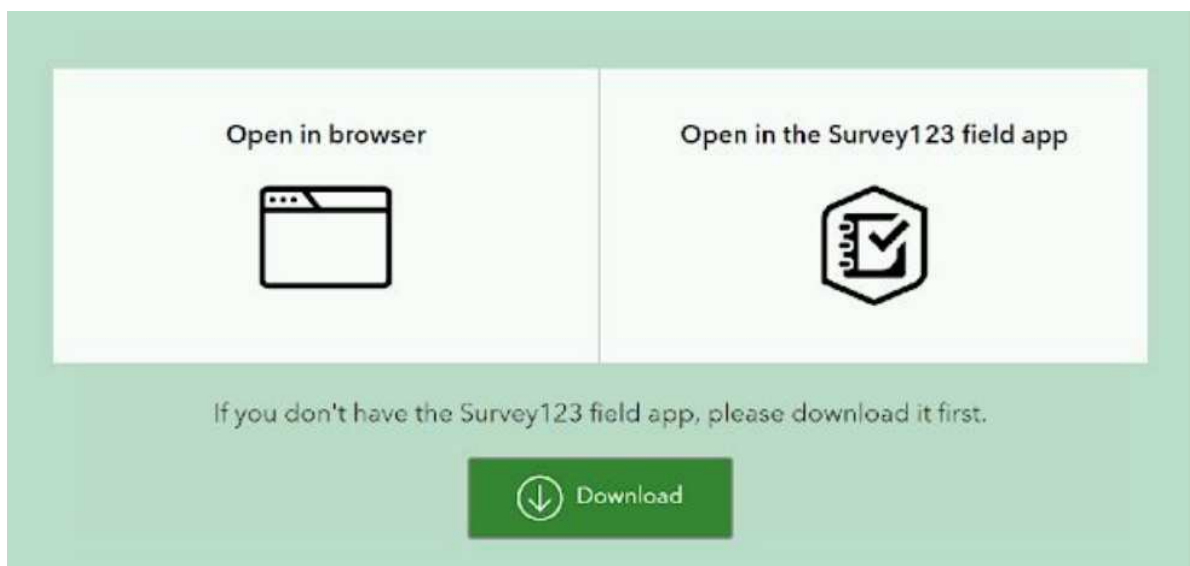 Open in browser
Open in the Survey123 field app
If you don't have the Survey123 field app, please download it first.
Download